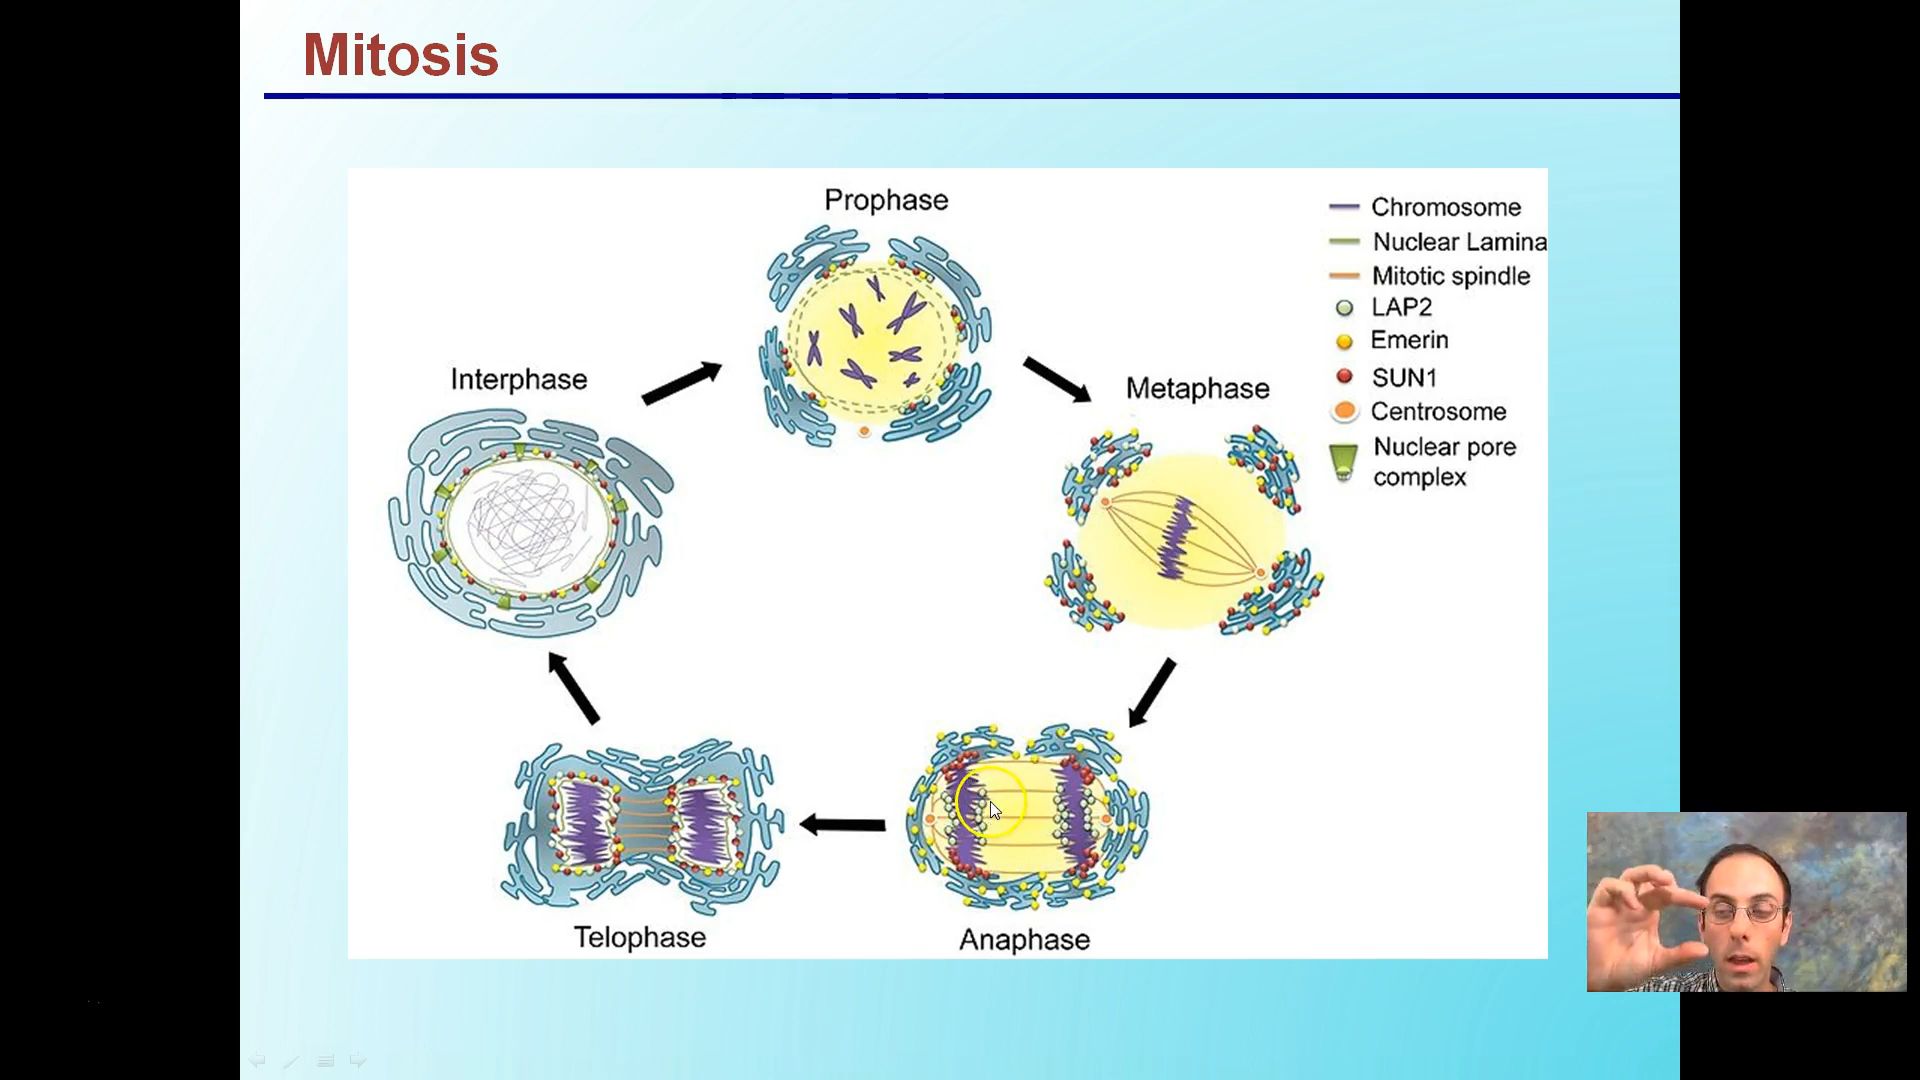 Mitosis
Prophase
Chromosome
Nuclear Lamina
Mitotic spindle
LAP2
Emerin
SUN1
Centrosome
Nuclear pore
complex
Interphase
Metaphase
Telophase
Anaphase